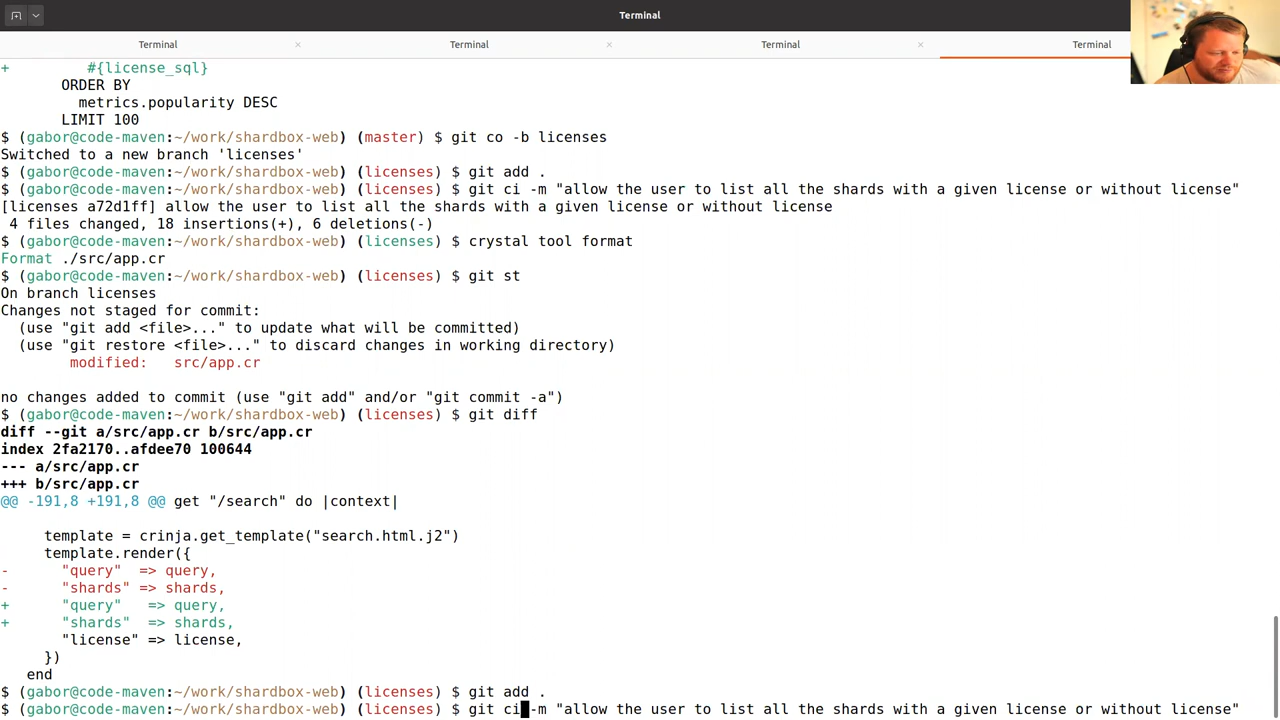 Terminal
Terminal × Terminal × Terminal × Terminal
+         #{license_sql}
       ORDER BY
         metrics.popularity DESC
       LIMIT 100
$ (gabor@code-maven:~/work/shardbox-web) (master) $ git co -b licenses
Switched to a new branch 'licenses'
$ (gabor@code-maven:~/work/shardbox-web) (licenses) $ git add .
$ (gabor@code-maven:~/work/shardbox-web) (licenses) $ git ci -m "allow the user to list all the shards with a given license or without license"
[licenses a72d1ff] allow the user to list all the shards with a given license or without license
 4 files changed, 18 insertions(+), 6 deletions(-)
$ (gabor@code-maven:~/work/shardbox-web) (licenses) $ crystal tool format
Format ./src/app.cr
$ (gabor@code-maven:~/work/shardbox-web) (licenses) $ git st
On branch licenses
Changes not staged for commit:
  (use "git add <file>..." to update what will be committed)
  (use "git restore <file>..." to discard changes in working directory)
        modified:   src/app.cr
no changes added to commit (use "git add" and/or "git commit -a")
$ (gabor@code-maven:~/work/shardbox-web) (licenses) $ git diff
diff --git a/src/app.cr b/src/app.cr
index 2fa2170..afdee70 100644
--- a/src/app.cr
+++ b/src/app.cr
@@ -191,8 +191,8 @@ get "/search" do |context|
     template = crinja.get_template("search.html.j2")
     template.render({
-      "query"  => query,
-      "shards" => shards,
+      "query"   => query,
+      "shards"  => shards,
       "license" => license,
     })
   end
$ (gabor@code-maven:~/work/shardbox-web) (licenses) $ git add .
$ (gabor@code-maven:~/work/shardbox-web) (licenses) $ git ci -m "allow the user to list all the shards with a given license or without license"